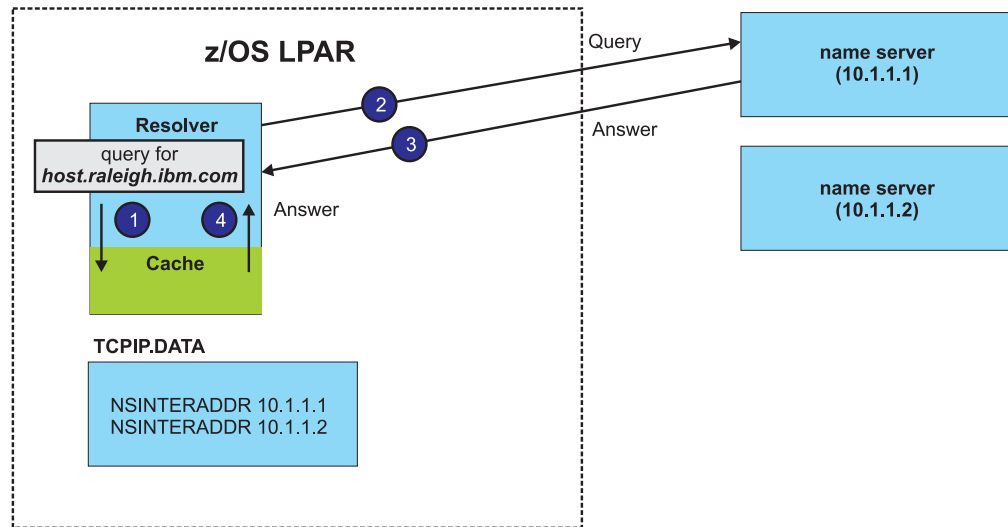 z/OS LPAR
Query
name server
(10.1.1.1)
2
Resolver
Answer
3
query for
host.raleigh.ibm.com
name server
(10.1.1.2)
1
4
Answer
Cache
TCPIP.DATA
NSINTERADDR 10.1.1.1
NSINTERADDR 10.1.1.2